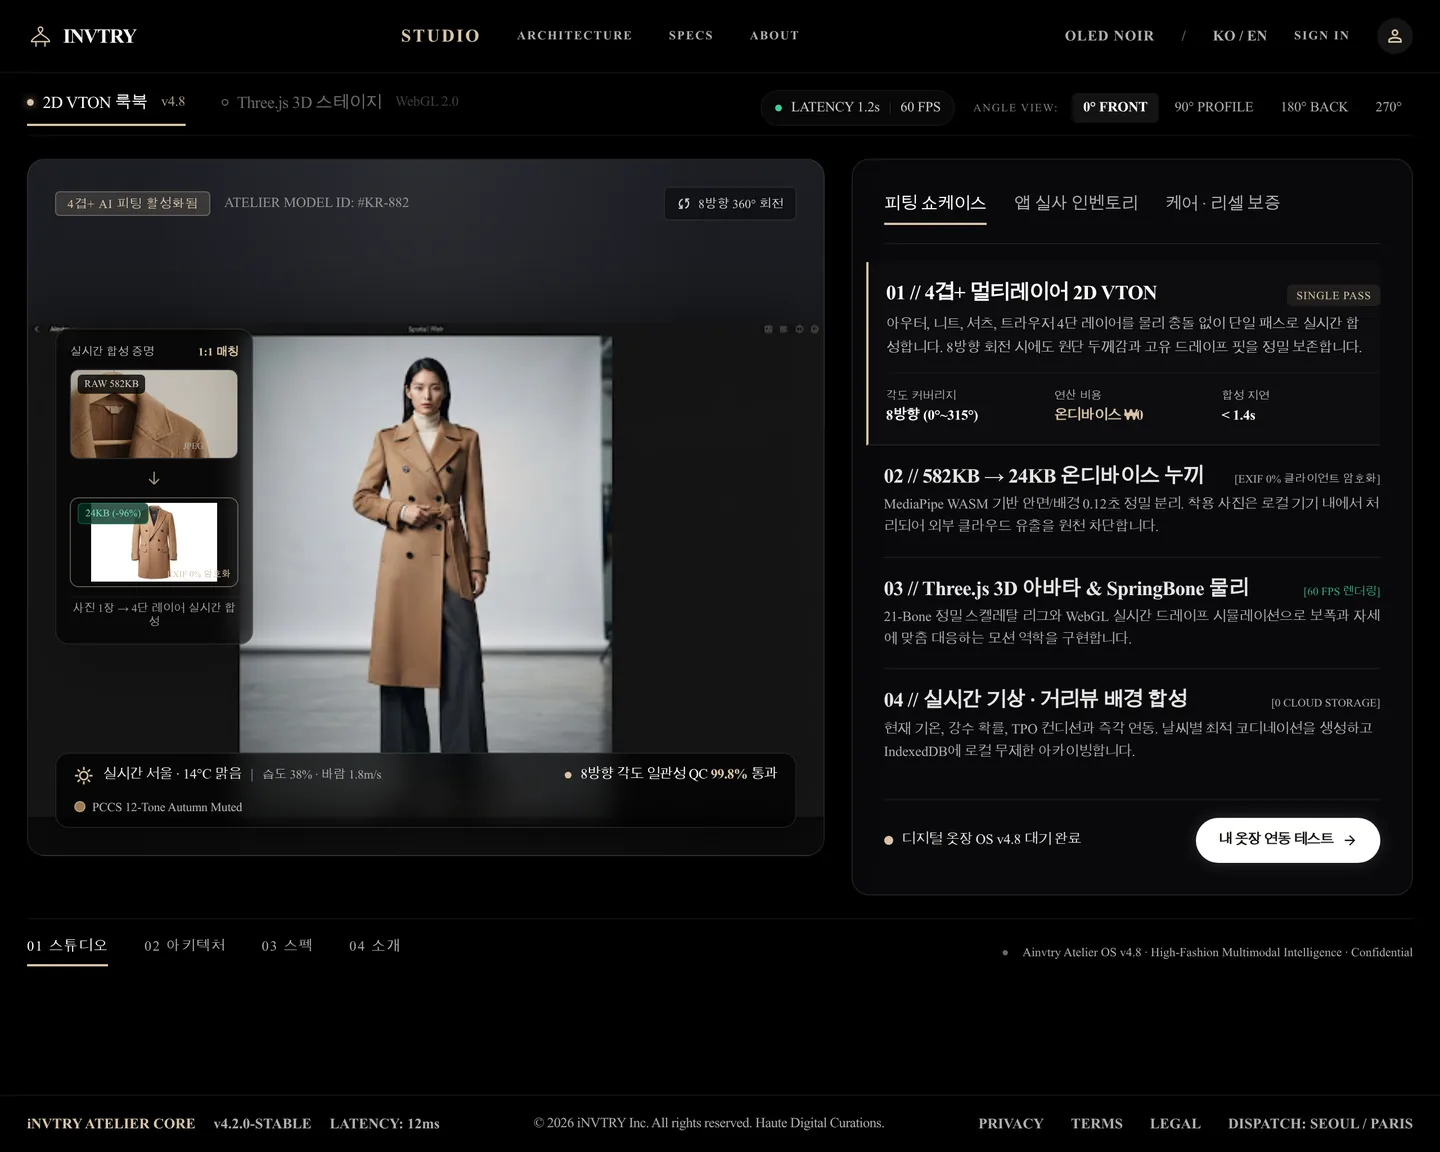 INVTRY
STUDIO ARCHITECTURE SPECS ABOUT
OLED NOIR / KO / EN SIGN IN
2D VTON 룩북 v4.8 Three.js 3D 스테이지 WebGL 2.0
LATENCY 1.2s | 60 FPS ANGLE VIEW: 0° FRONT 90° PROFILE 180° BACK 270°
4겹+ AI 피팅 활성화됨 ATELIER MODEL ID: #KR-882
8방향 360° 회전
실시간 합성 증명 1:1 매칭
RAW 582KB
JPEG
24KB (-96%)
EXIF 0% 암호화
사진 1장 → 4단 레이어 실시간 합
성
실시간 서울 · 14°C 맑음 | 습도 38% · 바람 1.8m/s
8방향 각도 일관성 QC 99.8% 통과
PCCS 12-Tone Autumn Muted
피팅 쇼케이스 앱 실사 인벤토리 케어 · 리셀 보증
01 // 4겹+ 멀티레이어 2D VTON SINGLE PASS
아우터, 니트, 셔츠, 트라우저 4단 레이어를 물리 충돌 없이 단일 패스로 실시간 합
성합니다. 8방향 회전 시에도 원단 두께감과 고유 드레이프 핏을 정밀 보존합니다.
각도 커버리지 연산 비용 합성 지연
8방향 (0°~315°) 온디바이스 ₩0 < 1.4s
02 // 582KB → 24KB 온디바이스 누끼 [EXIF 0% 클라이언트 암호화]
MediaPipe WASM 기반 안면/배경 0.12초 정밀 분리. 착용 사진은 로컬 기기 내에서 처
리되어 외부 클라우드 유출을 원천 차단합니다.
03 // Three.js 3D 아바타 & SpringBone 물리 [60 FPS 렌더링]
21-Bone 정밀 스켈레탈 리그와 WebGL 실시간 드레이프 시뮬레이션으로 보폭과 자세
에 맞춤 대응하는 모션 역학을 구현합니다.
04 // 실시간 기상 · 거리뷰 배경 합성 [0 CLOUD STORAGE]
현재 기온, 강수 확률, TPO 컨디션과 즉각 연동. 날씨별 최적 코디네이션을 생성하고
IndexedDB에 로컬 무제한 아카이빙합니다.
디지털 옷장 OS v4.8 대기 완료 내 옷장 연동 테스트 →
01 스튜디오 02 아키텍처 03 스펙 04 소개
Ainvtry Atelier OS v4.8 · High-Fashion Multimodal Intelligence · Confidential
iNVTRY ATELIER CORE v4.2.0-STABLE LATENCY: 12ms
© 2026 iNVTRY Inc. All rights reserved. Haute Digital Curations.
PRIVACY TERMS LEGAL DISPATCH: SEOUL / PARIS